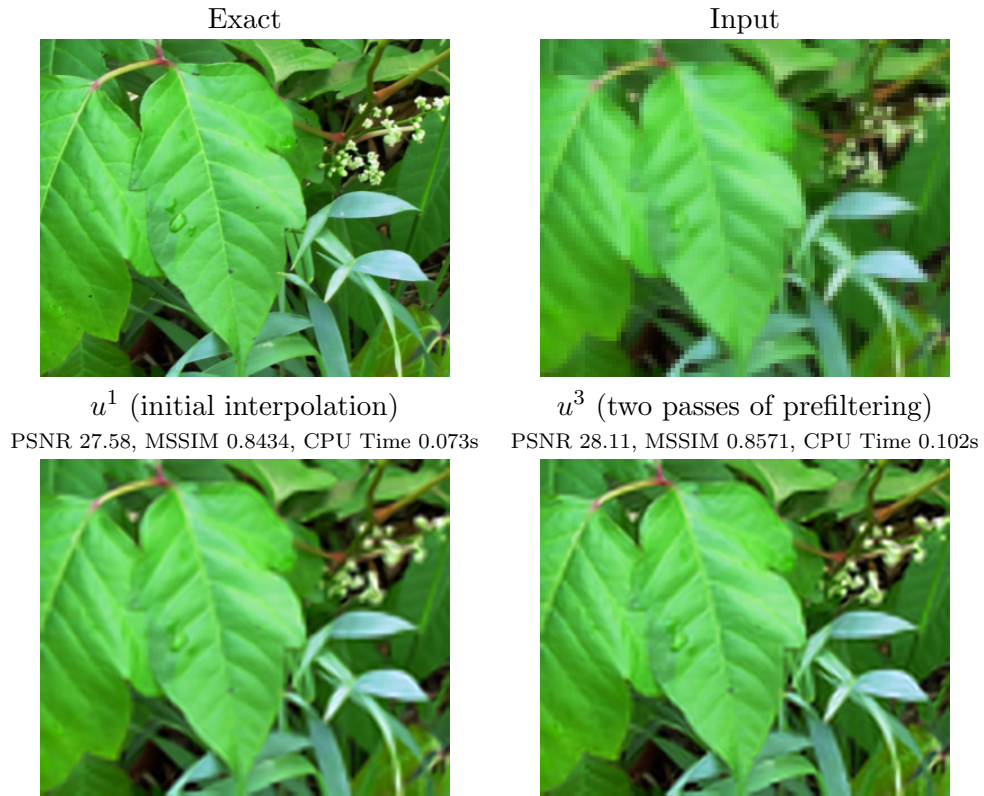 Exact
Input
u¹ (initial interpolation)
PSNR 27.58, MSSIM 0.8434, CPU Time 0.073s
u³ (two passes of prefiltering)
PSNR 28.11, MSSIM 0.8571, CPU Time 0.102s